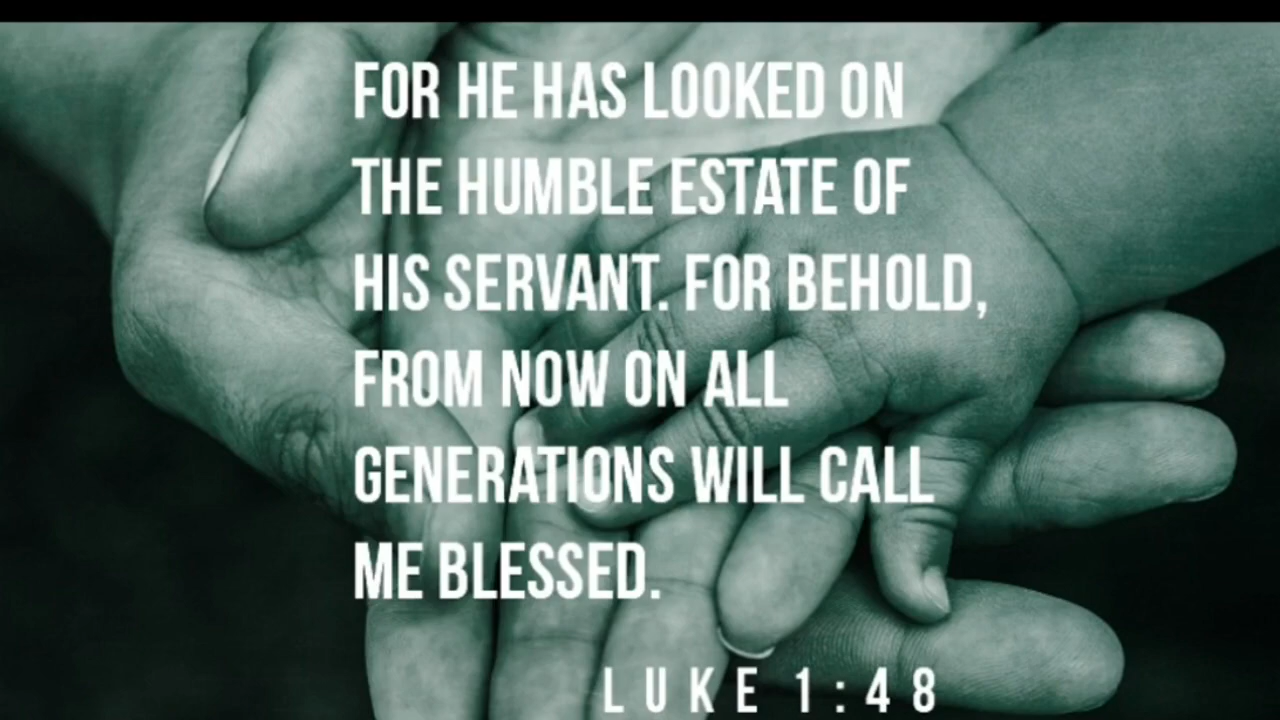 FOR HE HAS LOOKED ON
THE HUMBLE ESTATE OF
HIS SERVANT. FOR BEHOLD,
FROM NOW ON ALL
GENERATIONS WILL CALL
ME BLESSED.
LUKE 1:48